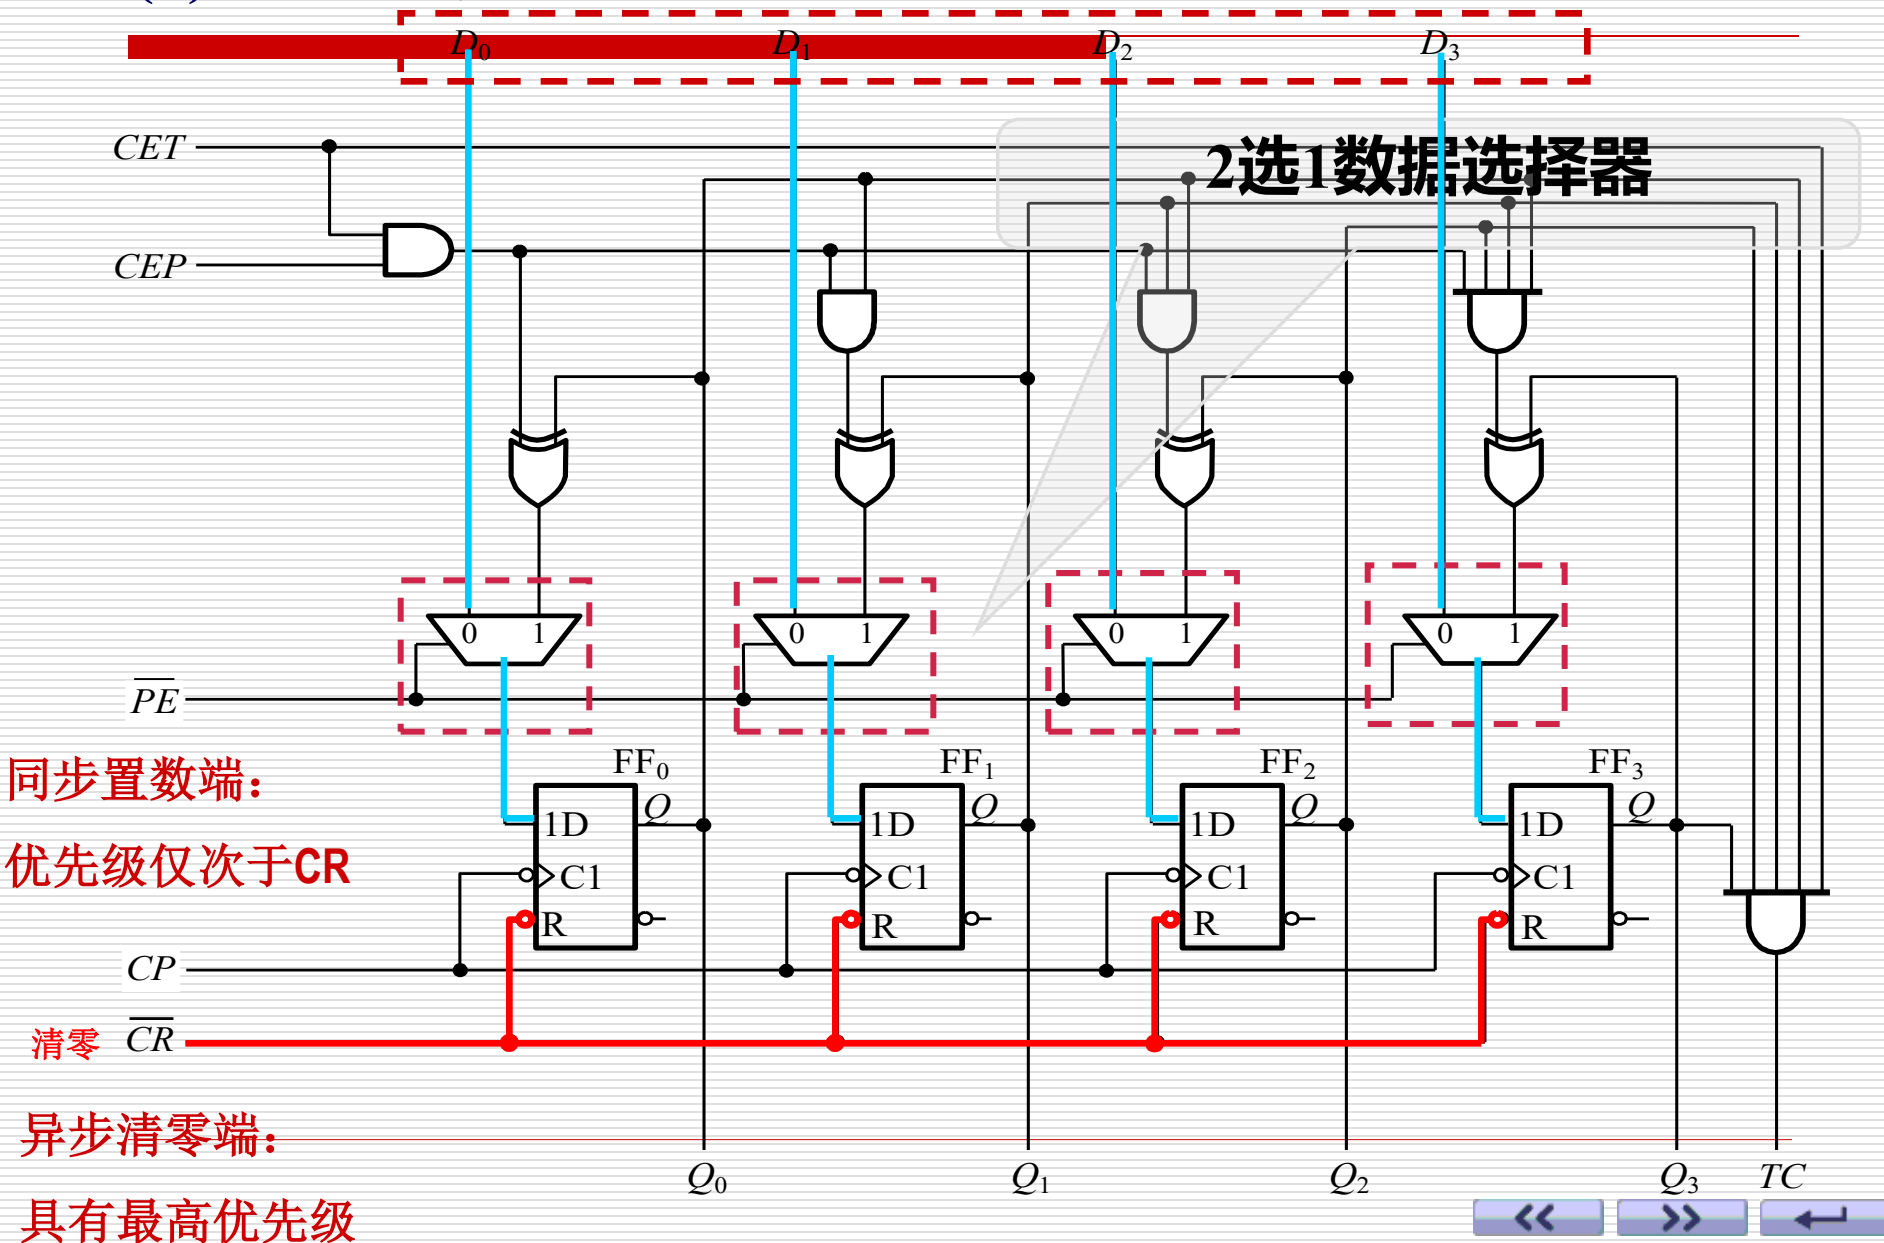 D0 D1 D2 D3
CET
2选1数据选择器
CEP
0 1 0 1 0 1 0 1
PE
FF0 FF1 FF2 FF3
同步置数端：
1D Q 1D Q 1D Q 1D Q
优先级仅次于CR
C1 C1 C1 C1
R R R R
CP
清零 CR
异步清零端：
Q0 Q1 Q2 Q3 TC
具有最高优先级